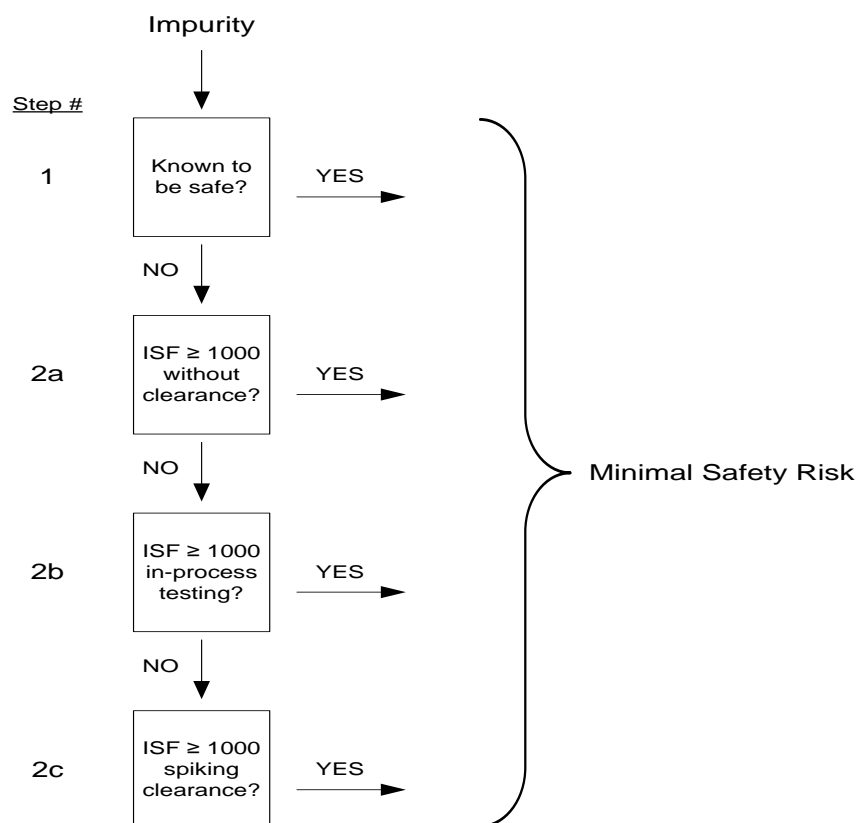 Impurity
Step #
1
Known to
be safe?
YES
NO
2a
ISF ≥ 1000
without
clearance?
YES
NO
Minimal Safety Risk
2b
ISF ≥ 1000
in-process
testing?
YES
NO
2c
ISF ≥ 1000
spiking
clearance?
YES